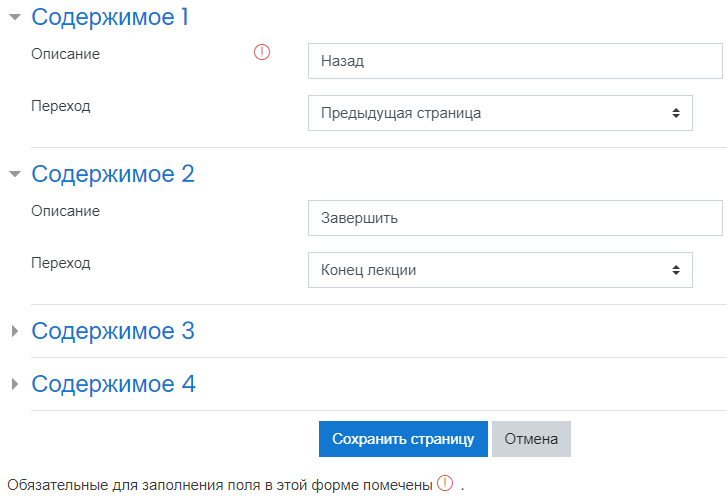 Содержимое 1
Описание
Назад
Переход
Предыдущая страница
Содержимое 2
Описание
Завершить
Переход
Конец лекции
Содержимое 3
Содержимое 4
Сохранить страницу Отмена
Обязательные для заполнения поля в этой форме помечены .